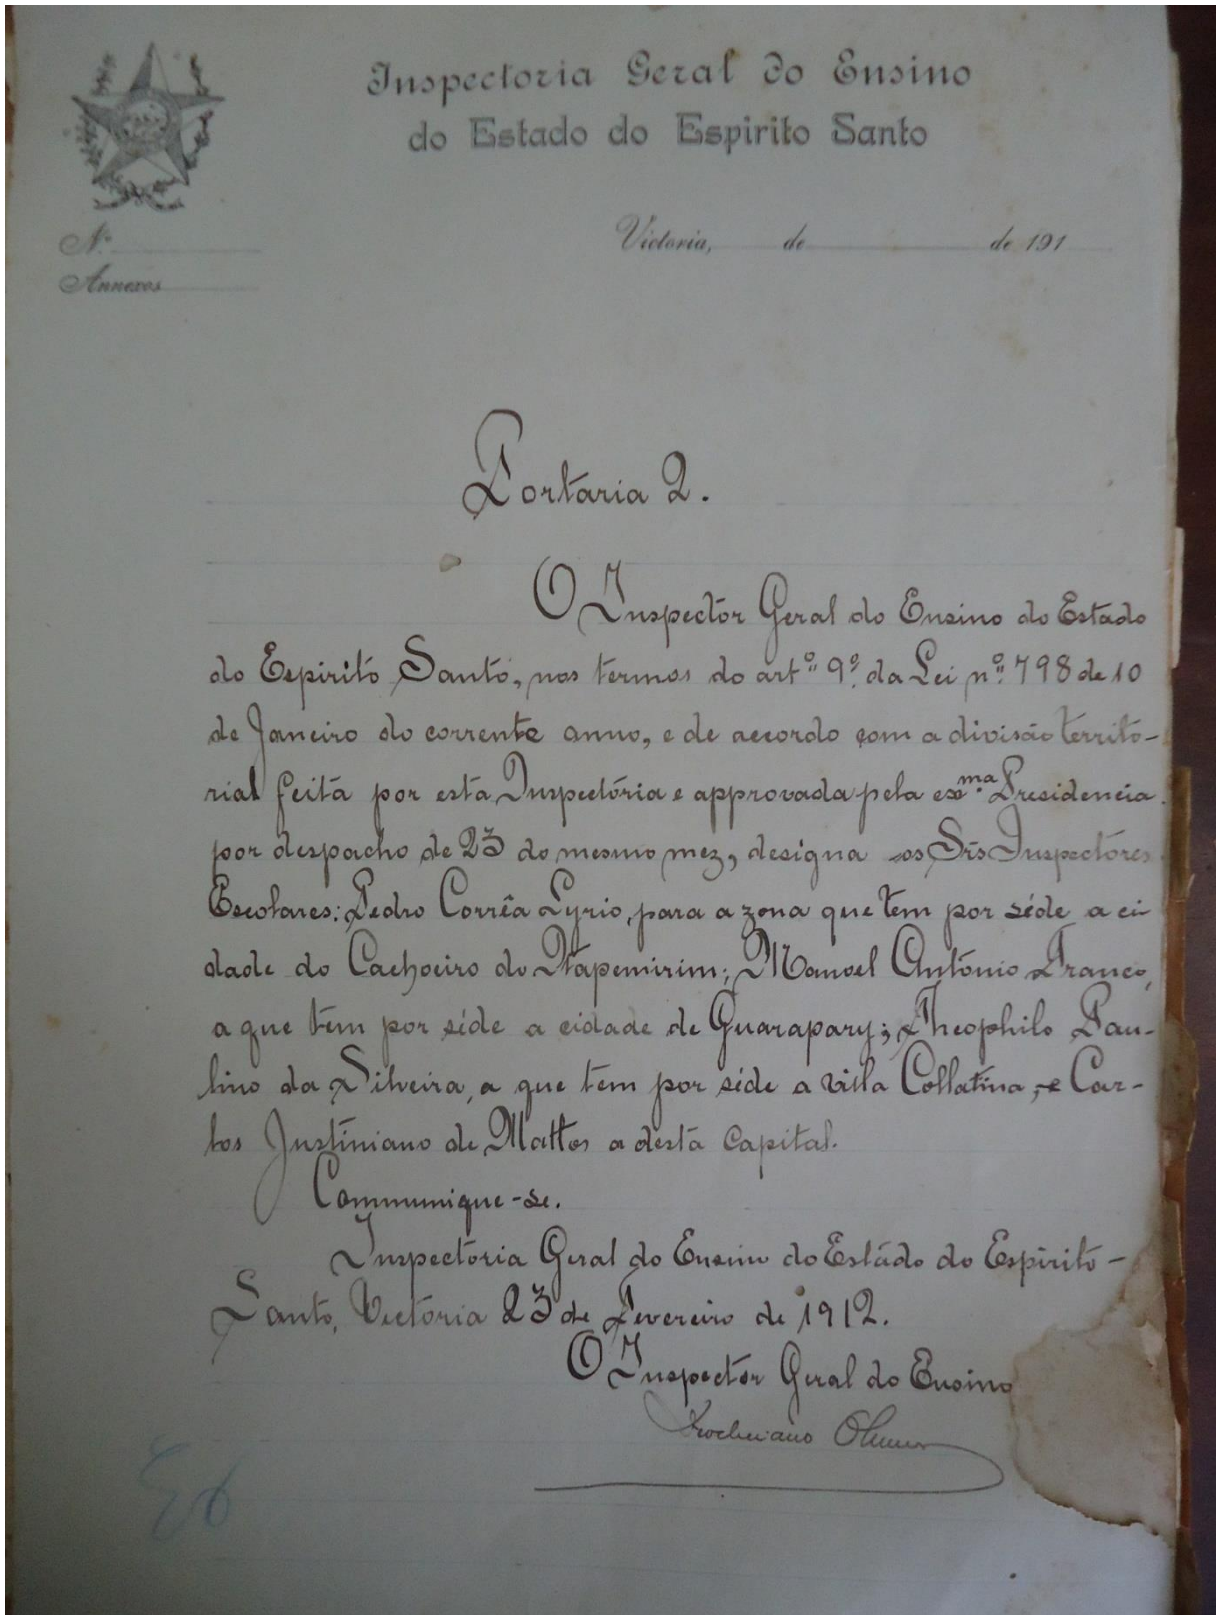 Inspectoria Geral do Ensino
do Estado do Espirito Santo
Nº
Victoria, de de 191
Annexos
Portaria 2.
O Inspector Geral do Ensino do Estado
do Espirito Santo, nos termos do artº 9º da Lei nº 798 de 10
de Janeiro do corrente anno, e de accordo com a divisão territo-
rial feita por esta Inspectoria e approvada pela exma. Presidencia
por despacho de 23 do mesmo mez, designa os Srs Inspectores
Escolares: Pedro Corrêa Lyrio, para a zona que tem por séde a ci-
dade do Cachoeiro do Itapemirim; Manoel Antonio Franco,
a que tem por séde a cidade de Guarapary; Theophilo Pau-
lino da Silveira, a que tem por séde a villa Collatina, e Car-
los Justiniano de Mattos a desta Capital.
Communique-se.
Inspectoria Geral do Ensino do Estado do Espirito-
Santo, Victoria 23 de Fevereiro de 1912.
O Inspector Geral do Ensino